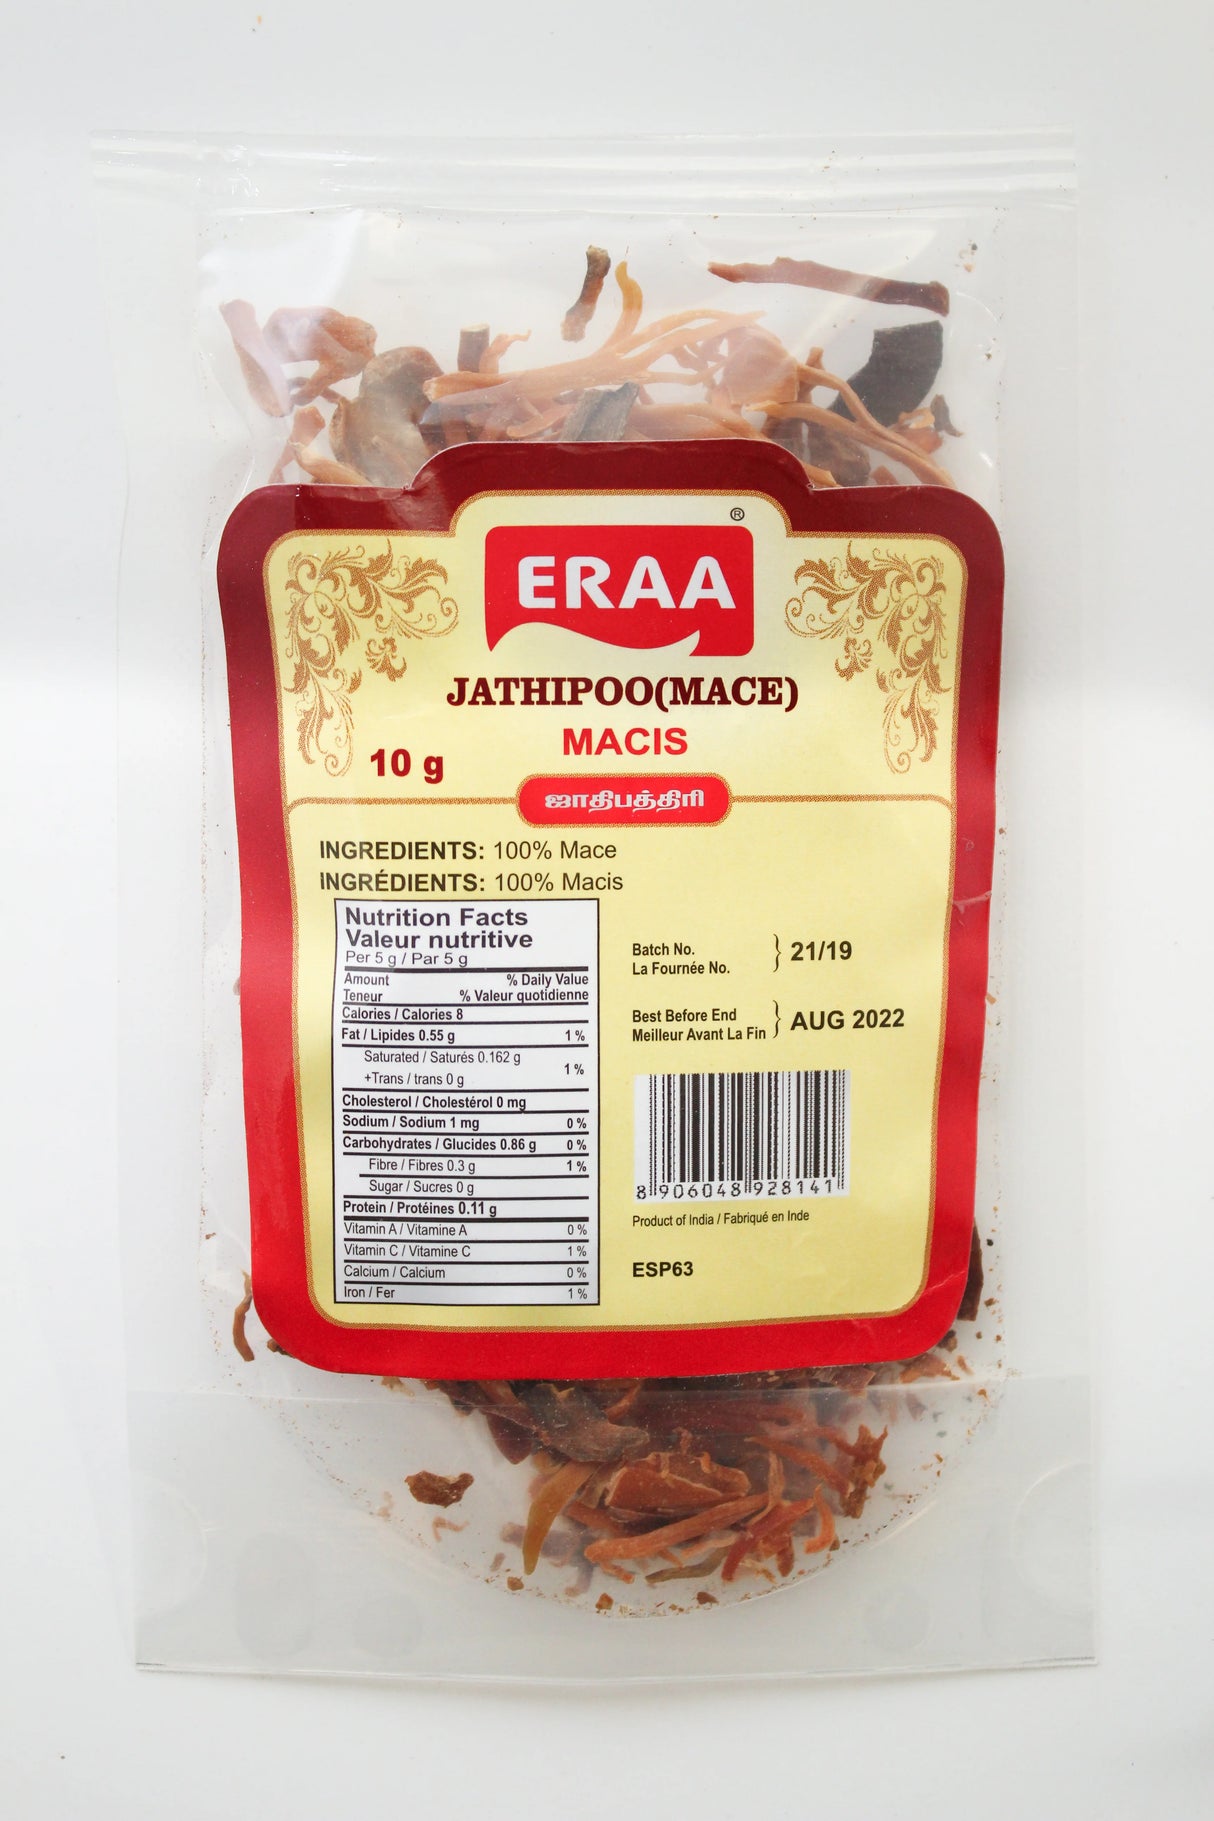 ®
ERAA
JATHIPOO(MACE)
MACIS
10 g
ஜாதிபத்திரி
INGREDIENTS: 100% Mace
INGRÉDIENTS: 100% Macis
Nutrition Facts
Valeur nutritive
Per 5 g / Par 5 g
Amount % Daily Value
Teneur % Valeur quotidienne
Calories / Calories 8
Fat / Lipides 0.55 g 1 %
Saturated / Saturés 0.162 g
+Trans / trans 0 g 1 %
Cholesterol / Cholestérol 0 mg
Sodium / Sodium 1 mg 0 %
Carbohydrates / Glucides 0.86 g 0 %
Fibre / Fibres 0.3 g 1 %
Sugar / Sucres 0 g
Protein / Protéines 0.11 g
Vitamin A / Vitamine A 0 %
Vitamin C / Vitamine C 1 %
Calcium / Calcium 0 %
Iron / Fer 1 %
Batch No.
La Fournée No. } 21/19
Best Before End
Meilleur Avant La Fin } AUG 2022
8 906048 928141
Product of India / Fabriqué en Inde
ESP63